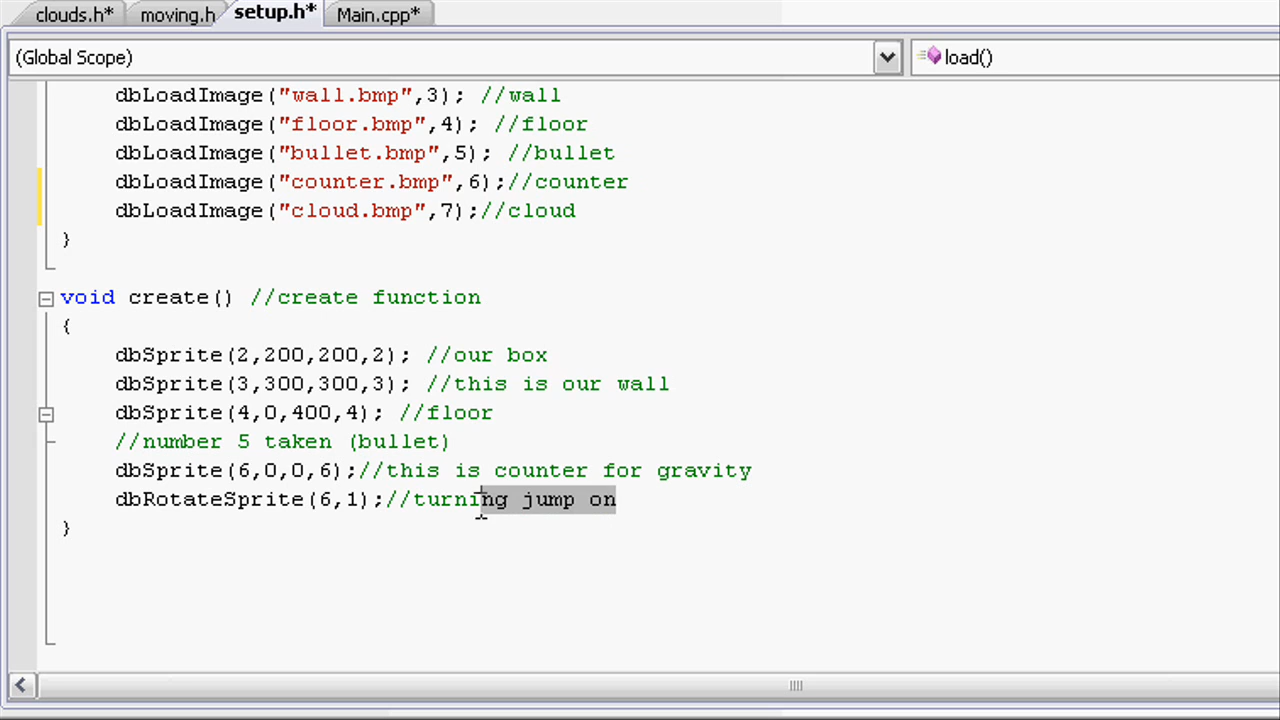 clouds.h* moving.h setup.h* Main.cpp*
(Global Scope) load()
dbLoadImage("wall.bmp",3); //wall
dbLoadImage("floor.bmp",4); //floor
dbLoadImage("bullet.bmp",5); //bullet
dbLoadImage("counter.bmp",6);//counter
dbLoadImage("cloud.bmp",7);//cloud
}
void create() //create function
{
dbSprite(2,200,200,2); //our box
dbSprite(3,300,300,3); //this is our wall
dbSprite(4,0,400,4); //floor
//number 5 taken (bullet)
dbSprite(6,0,0,6);//this is counter for gravity
dbRotateSprite(6,1);//turning jump on
}